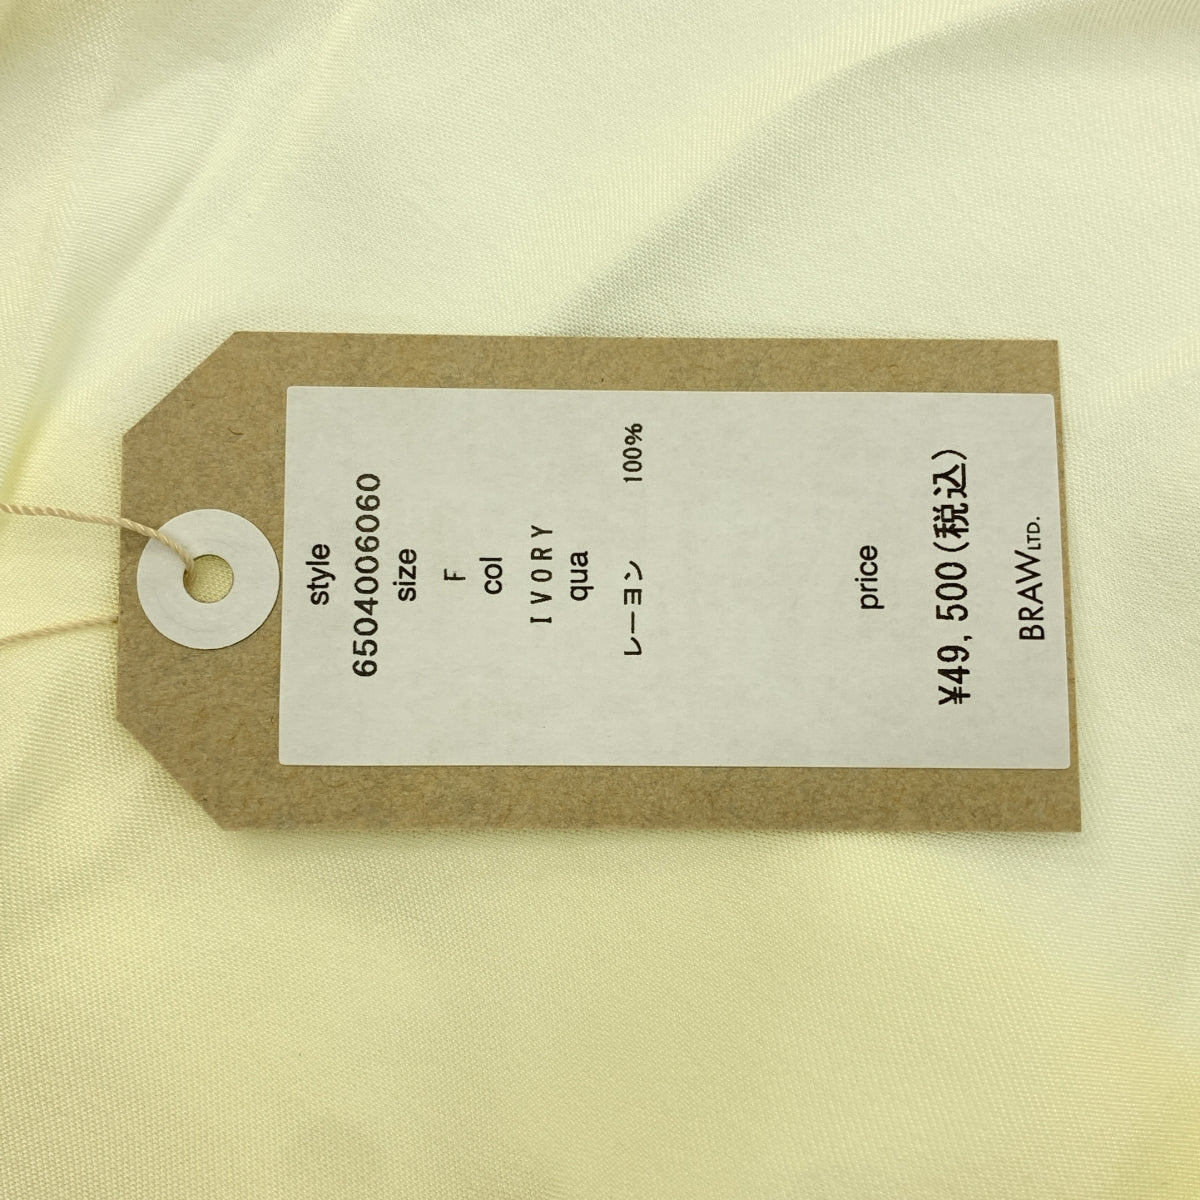 style
6504006060
size
F
col
IVORY
qua
レーヨン 100%
price
¥49,500(税込)
BRAW LTD.